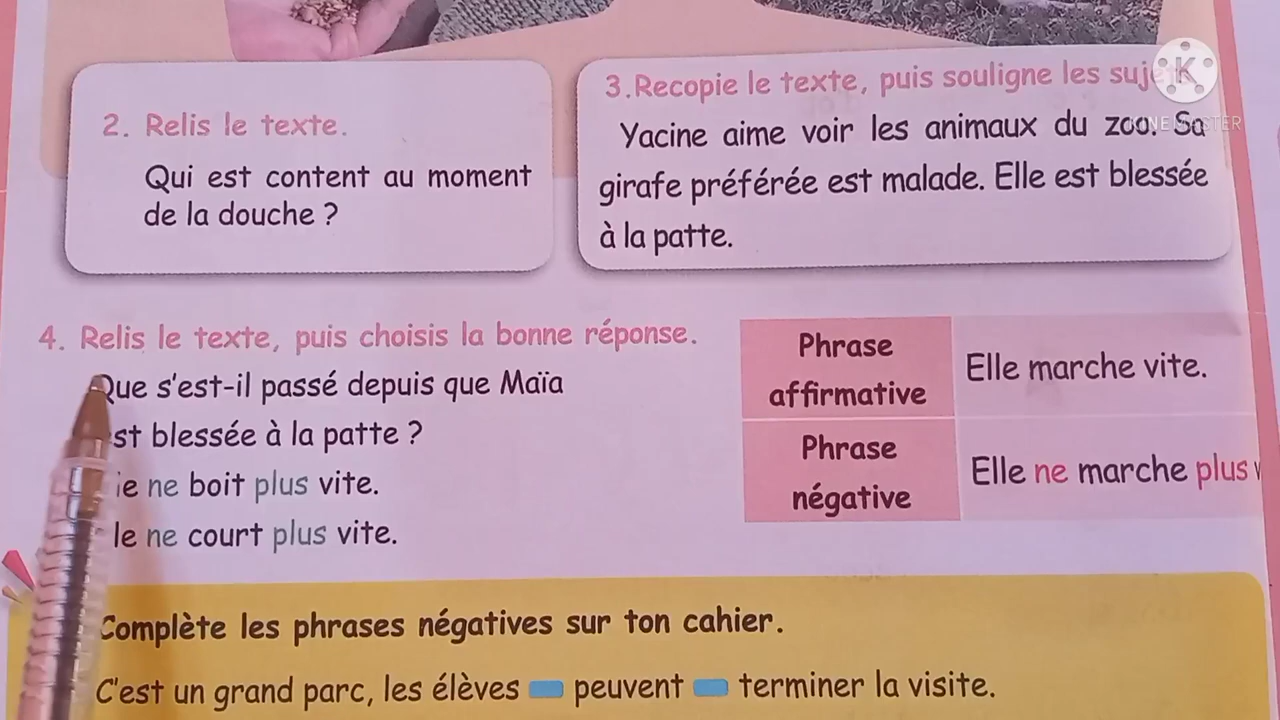 2. Relis le texte.
Qui est content au moment
de la douche ?
3.Recopie le texte, puis souligne les
Yacine aime voir les animaux du zoo. Sa
girafe préférée est malade. Elle est blessée
à la patte.
4. Relis le texte, puis choisis la bonne réponse.
Que s'est-il passé depuis que Maïa
st blessée à la patte ?
ne boit plus vite.
le ne court plus vite.
Phrase
affirmative
Elle marche vite.
Phrase
négative
Elle ne marche plus
Complète les phrases négatives sur ton cahier.
C'est un grand parc, les élèves peuvent terminer la visite.
K
KINEMASTER